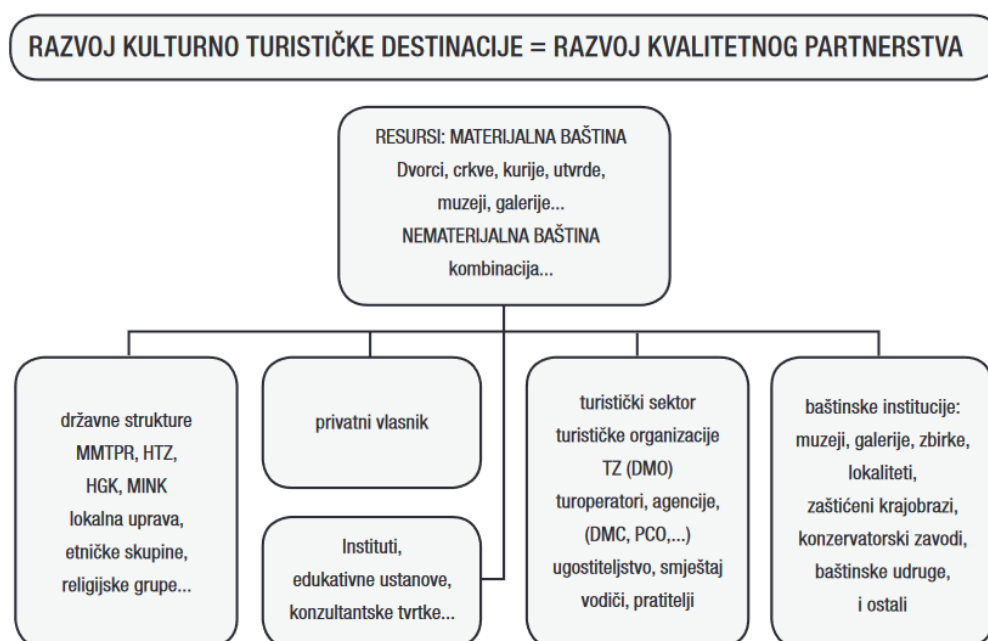 RAZVOJ KULTURNO TURISTIČKE DESTINACIJE = RAZVOJ KVALITETNOG PARTNERSTVA
RESURSI: MATERIJALNA BAŠTINA
Dvorci, crkve, kurije, utvrde,
muzeji, galerije...
NEMATERIJALNA BAŠTINA
kombinacija...
državne strukture
MMTPR, HTZ,
HGK, MINK
lokalna uprava,
etničke skupine,
religijske grupe...
privatni vlasnik
Instituti,
edukativne ustanove,
konzultantske tvrtke...
turistički sektor
turističke organizacije
TZ (DMO)
turoperatori, agencije,
(DMC, PCO,...)
ugostiteljstvo, smještaj
vodiči, pratitelji
baštinske institucije:
muzeji, galerije, zbirke,
lokaliteti,
zaštićeni krajobrazi,
konzervatorski zavodi,
baštinske udruge,
i ostali